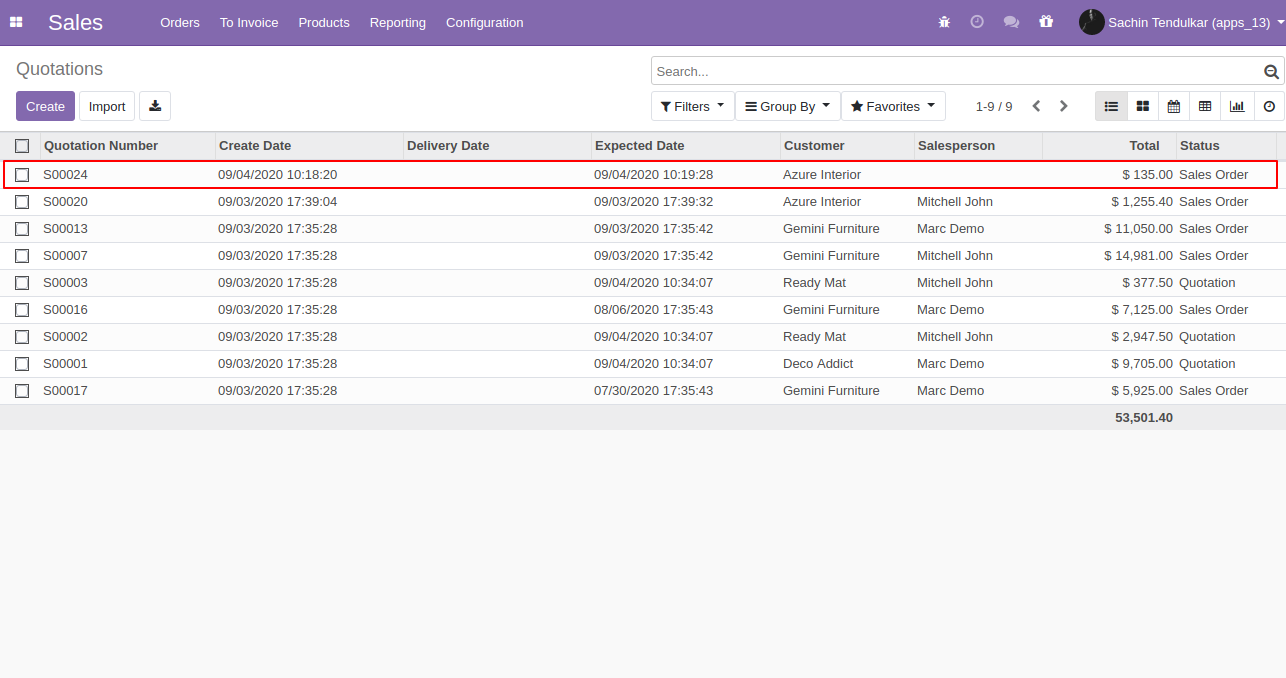 Sales Orders To Invoice Products Reporting Configuration Sachin Tendulkar (apps_13)
Quotations Search...
Create Import Filters Group By Favorites 1-9 / 9
Quotation Number Create Date Delivery Date Expected Date Customer Salesperson Total Status
S00024 09/04/2020 10:18:20 09/04/2020 10:19:28 Azure Interior $ 135.00 Sales Order
S00020 09/03/2020 17:39:04 09/03/2020 17:39:32 Azure Interior Mitchell John $ 1,255.40 Sales Order
S00013 09/03/2020 17:35:28 09/03/2020 17:35:42 Gemini Furniture Marc Demo $ 11,050.00 Sales Order
S00007 09/03/2020 17:35:28 09/03/2020 17:35:42 Gemini Furniture Mitchell John $ 14,981.00 Sales Order
S00003 09/03/2020 17:35:28 09/04/2020 10:34:07 Ready Mat Mitchell John $ 377.50 Quotation
S00016 09/03/2020 17:35:28 08/06/2020 17:35:43 Gemini Furniture Marc Demo $ 7,125.00 Sales Order
S00002 09/03/2020 17:35:28 09/04/2020 10:34:07 Ready Mat Mitchell John $ 2,947.50 Quotation
S00001 09/03/2020 17:35:28 09/04/2020 10:34:07 Deco Addict Marc Demo $ 9,705.00 Quotation
S00017 09/03/2020 17:35:28 07/30/2020 17:35:43 Gemini Furniture Marc Demo $ 5,925.00 Sales Order
53,501.40